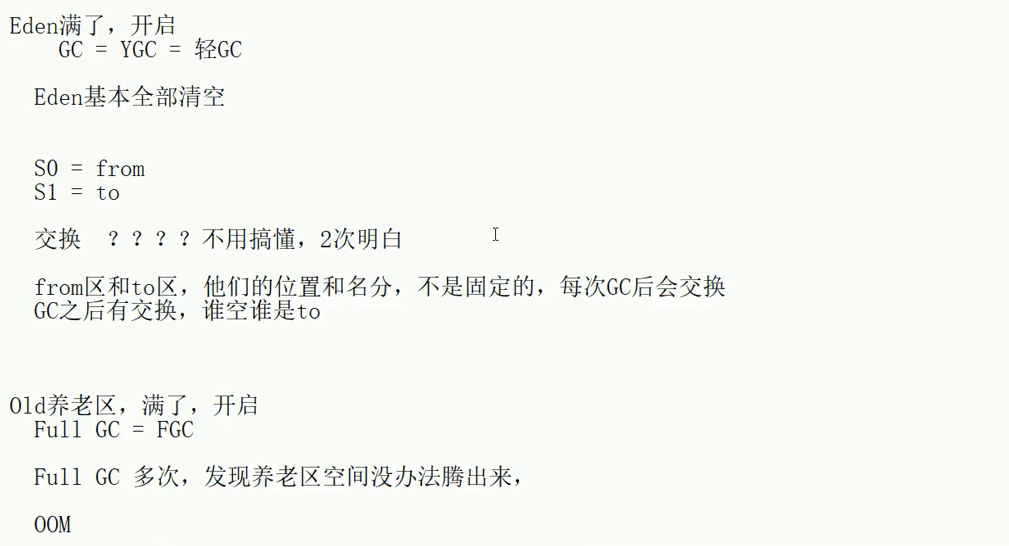 Eden满了，开启
GC = YGC = 轻GC
Eden基本全部清空
S0 = from
S1 = to
交换 ？？？？不用搞懂，2次明白
from区和to区，他们的位置和名分，不是固定的，每次GC后会交换
GC之后有交换，谁空谁是to
Old养老区，满了，开启
Full GC = FGC
Full GC 多次，发现养老区空间没办法腾出来，
OOM